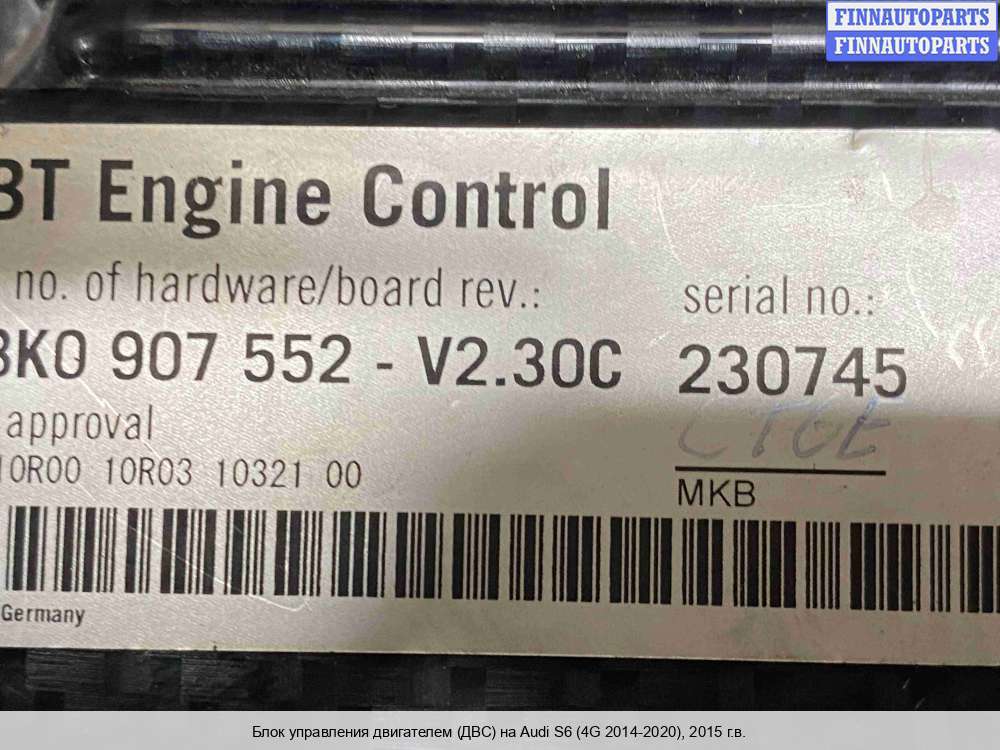 FINNAUTOPARTS
FINNAUTOPARTS
BT Engine Control
no. of hardware/board rev.:
serial no.:
8K0 907 552 - V2.30C
230745
approval
CTGE
10R00 10R03 10321 00
MKB
Germany
Блок управления двигателем (ДВС) на Audi S6 (4G 2014-2020), 2015 г.в.